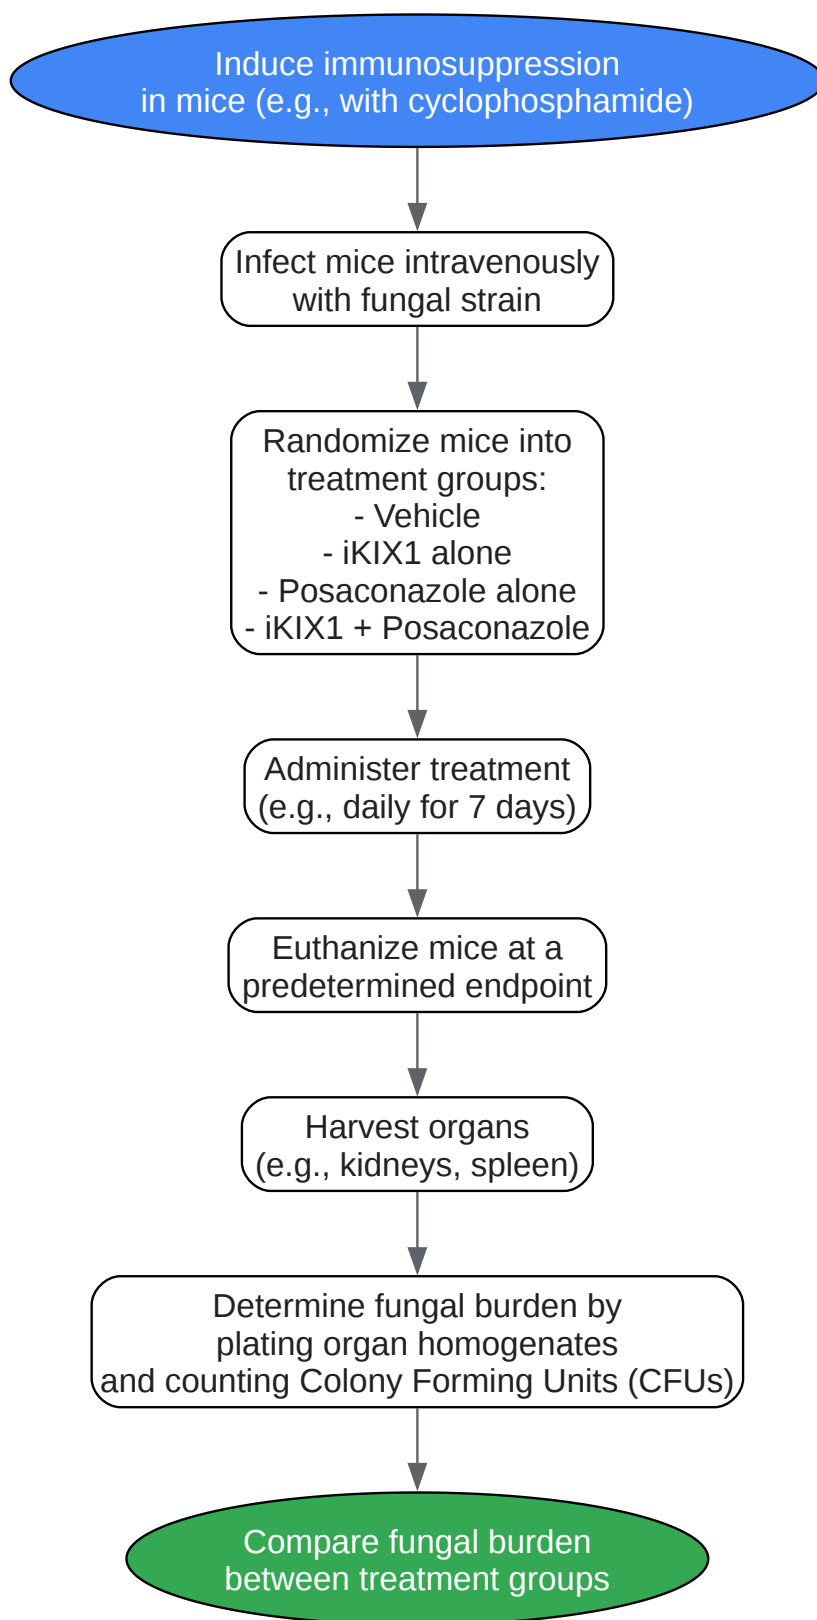 Induce immunosuppression
in mice (e.g., with cyclophosphamide)
Infect mice intravenously
with fungal strain
Randomize mice into
treatment groups:
- Vehicle
- iKIX1 alone
- Posaconazole alone
- iKIX1 + Posaconazole
Administer treatment
(e.g., daily for 7 days)
Euthanize mice at a
predetermined endpoint
Harvest organs
(e.g., kidneys, spleen)
Determine fungal burden by
plating organ homogenates
and counting Colony Forming Units (CFUs)
Compare fungal burden
between treatment groups